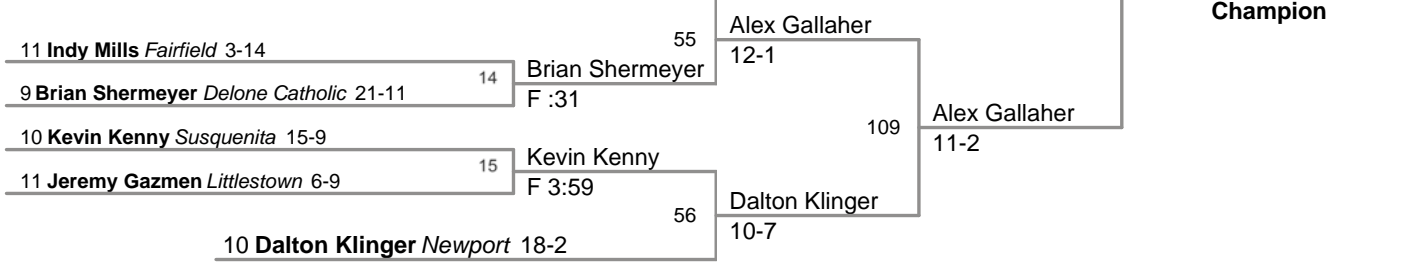 Champion
Alex Gallaher
55
12-1
11 Indy Mills Fairfield 3-14
14
Brian Shermeyer
F :31
9 Brian Shermeyer Delone Catholic 21-11
109
Alex Gallaher
11-2
10 Kevin Kenny Susquenita 15-9
15
Kevin Kenny
F 3:59
11 Jeremy Gazmen Littlestown 6-9
56
Dalton Klinger
10-7
10 Dalton Klinger Newport 18-2